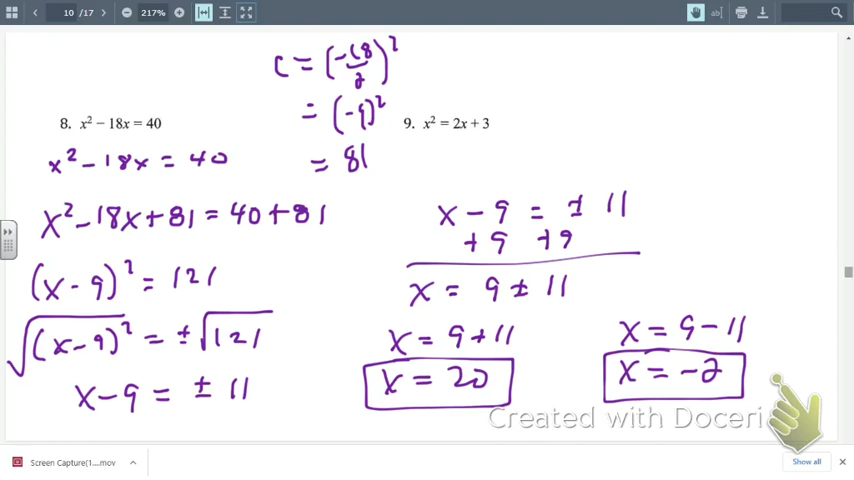 10 /17
217%
C = (-18/2)²
= (-9)²
= 81
8. x² − 18x = 40
x² - 18x = 40
x² - 18x + 81 = 40 + 81
(x - 9)² = 121
√(x - 9)² = ±√121
x - 9 = ± 11
9. x² = 2x + 3
x - 9 = ± 11
+ 9 + 9
x = 9 ± 11
x = 9 + 11
x = 20
x = 9 - 11
x = -2
Created with Doceri
Screen Capture(1....mov
Show all